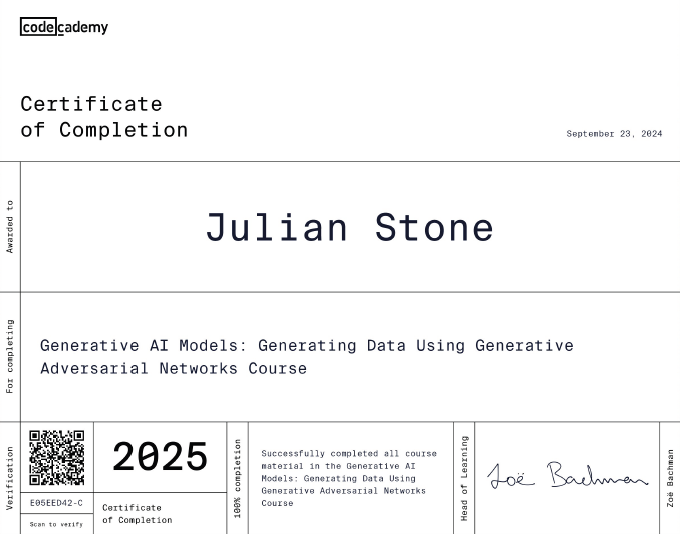 codecademy
Certificate
of Completion
September 23, 2024
Awarded to
Julian Stone
For completing
Generative AI Models: Generating Data Using Generative
Adversarial Networks Course
Verification
E05EED42-C
Scan to verify
2025
Certificate
of Completion
100% completion
Successfully completed all course
material in the Generative AI
Models: Generating Data Using
Generative Adversarial Networks
Course
Head of Learning
Zoë Bachman
Zoë Bachman